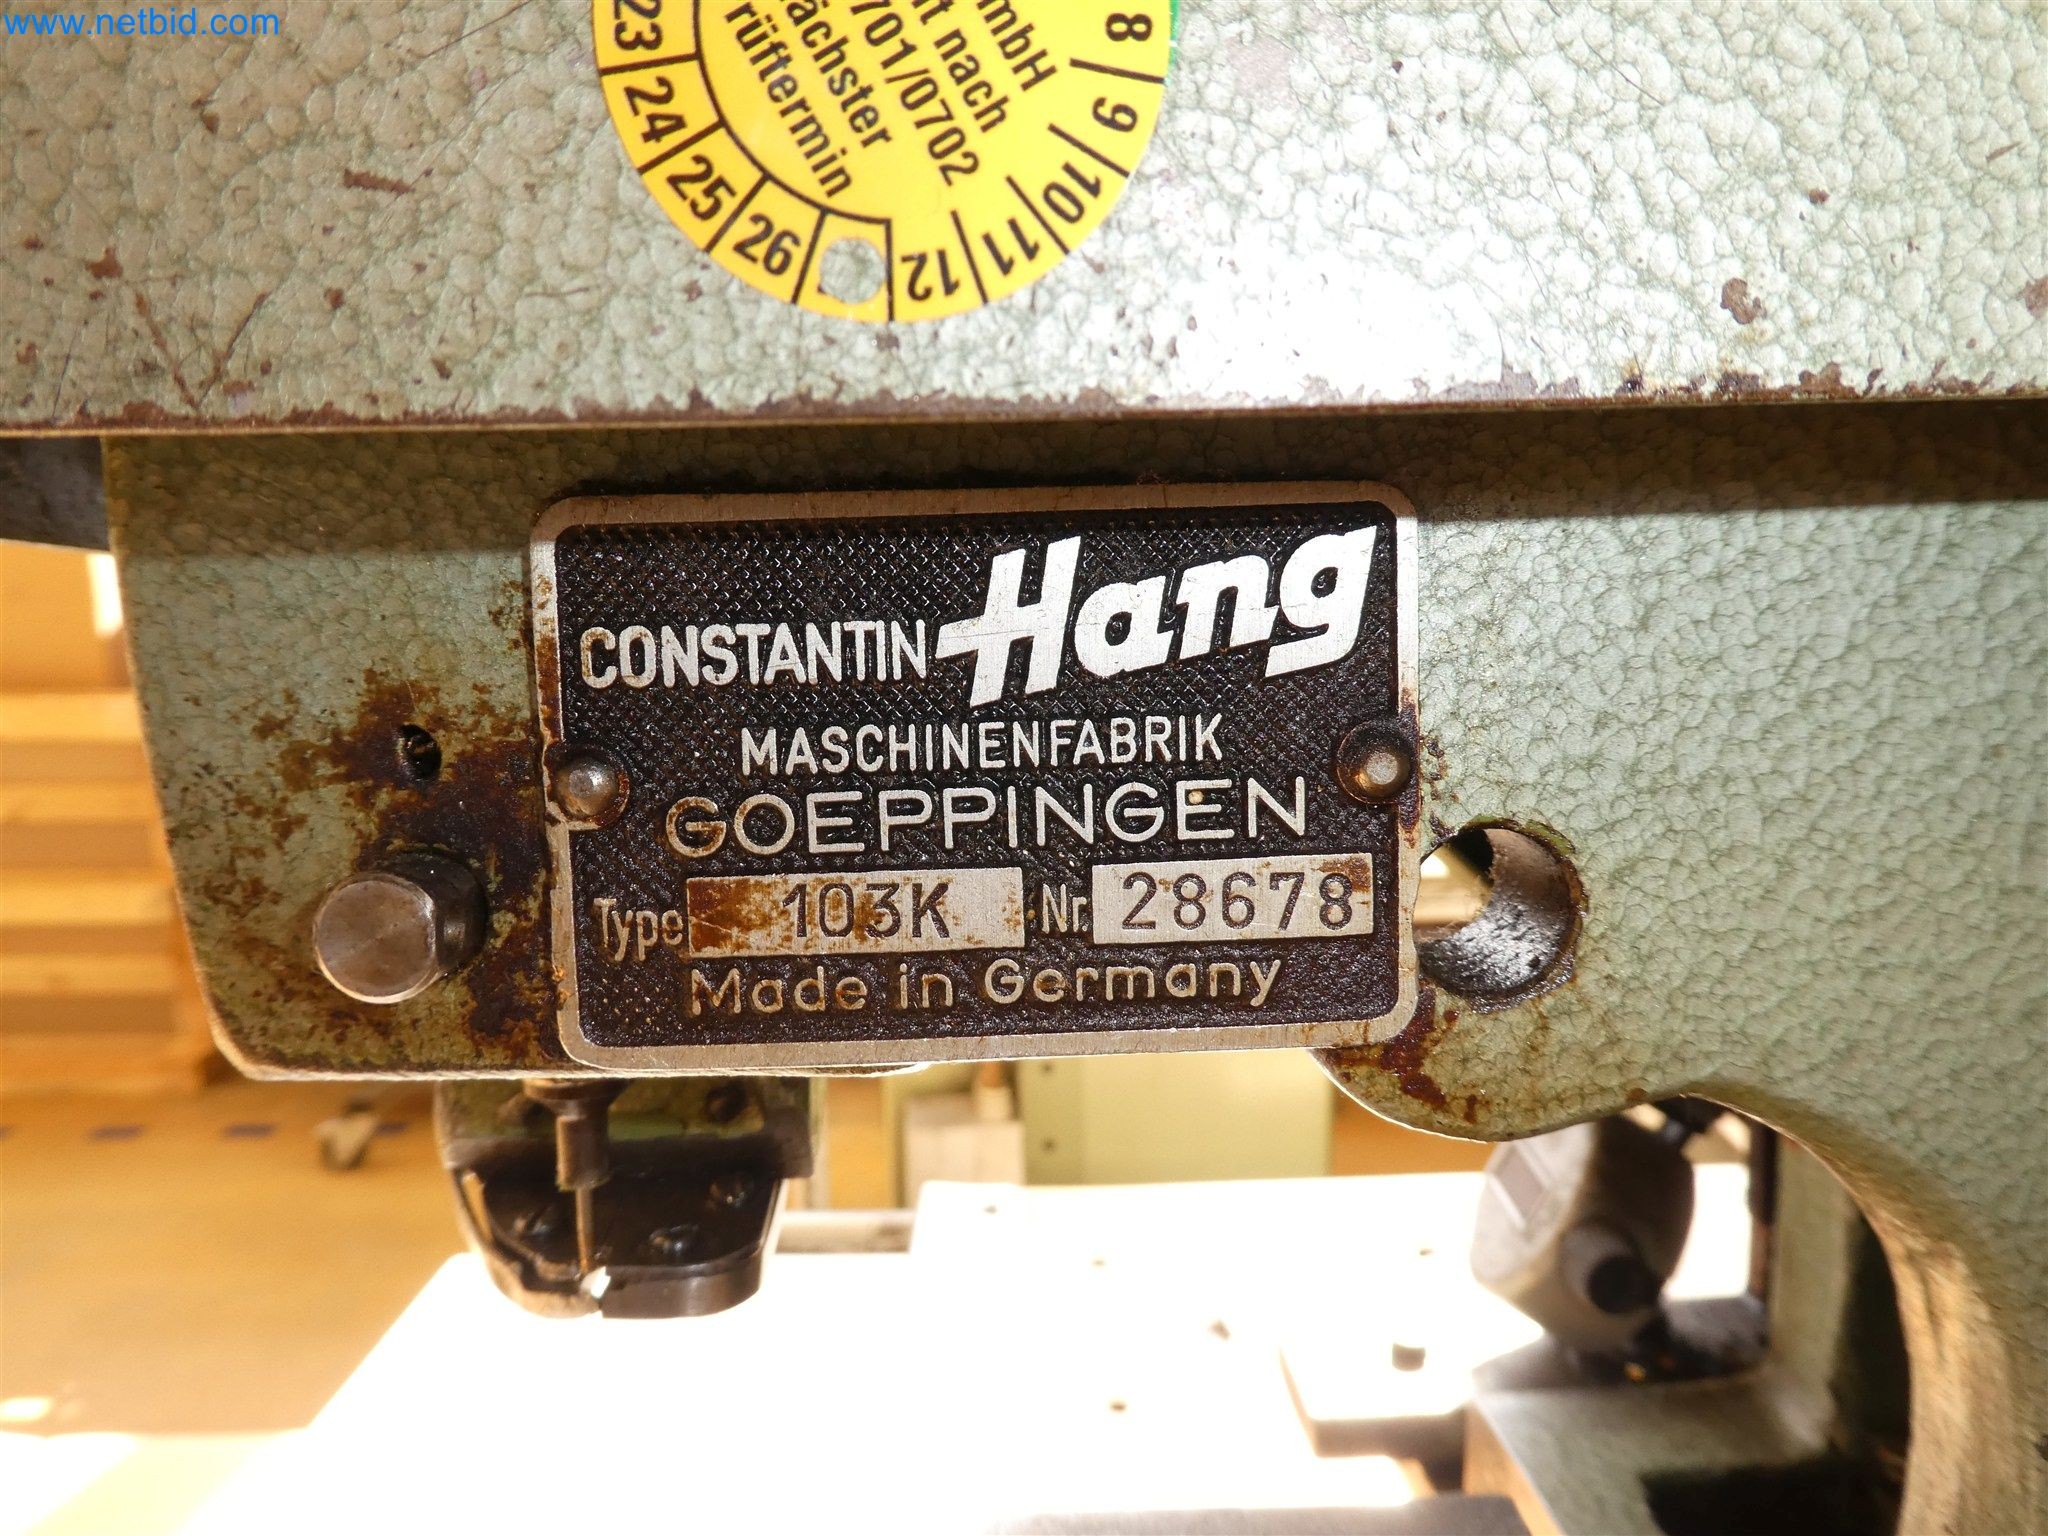 www.netbid.com
23
24
25
26
8
9
10
11
12
mbH
nach
701/0702
ächster
rüftermin
CONSTANTIN Hang
MASCHINENFABRIK
GOEPPINGEN
Type 103K Nr. 28678
Made in Germany